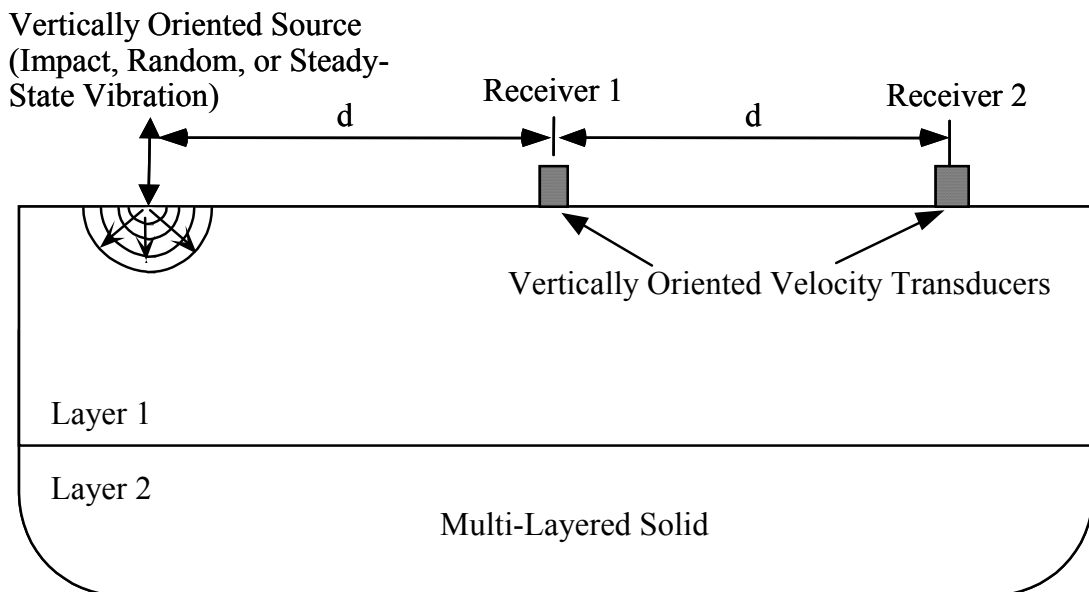 Vertically Oriented Source
(Impact, Random, or Steady-
State Vibration)
d
Receiver 1
d
Receiver 2
Vertically Oriented Velocity Transducers
Layer 1
Layer 2
Multi-Layered Solid